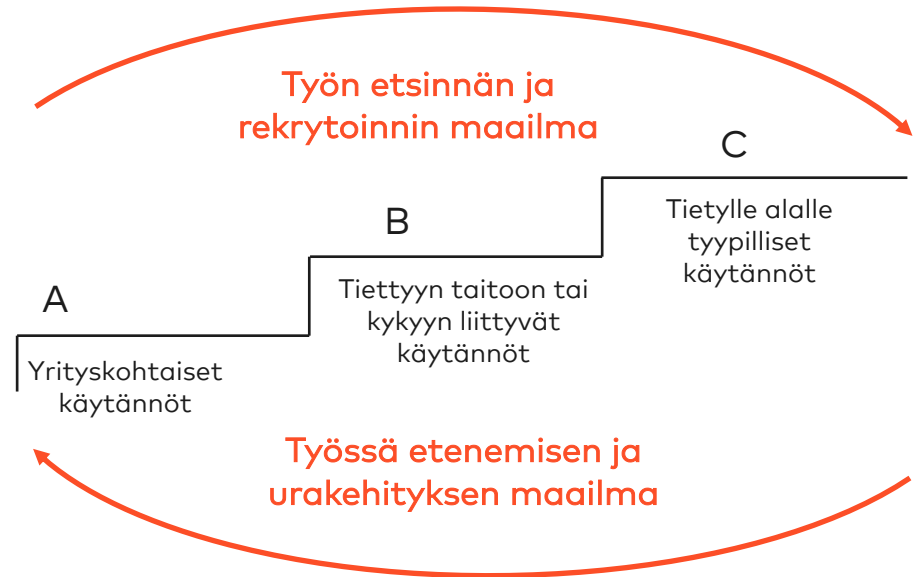 Työn etsinnän ja
rekrytoinnin maailma
A
Yrityskohtaiset
käytännöt
B
Tiettyyn taitoon tai
kykyyn liittyvät
käytännöt
C
Tietylle alalle
tyypilliset
käytännöt
Työssä etenemisen ja
urakehityksen maailma